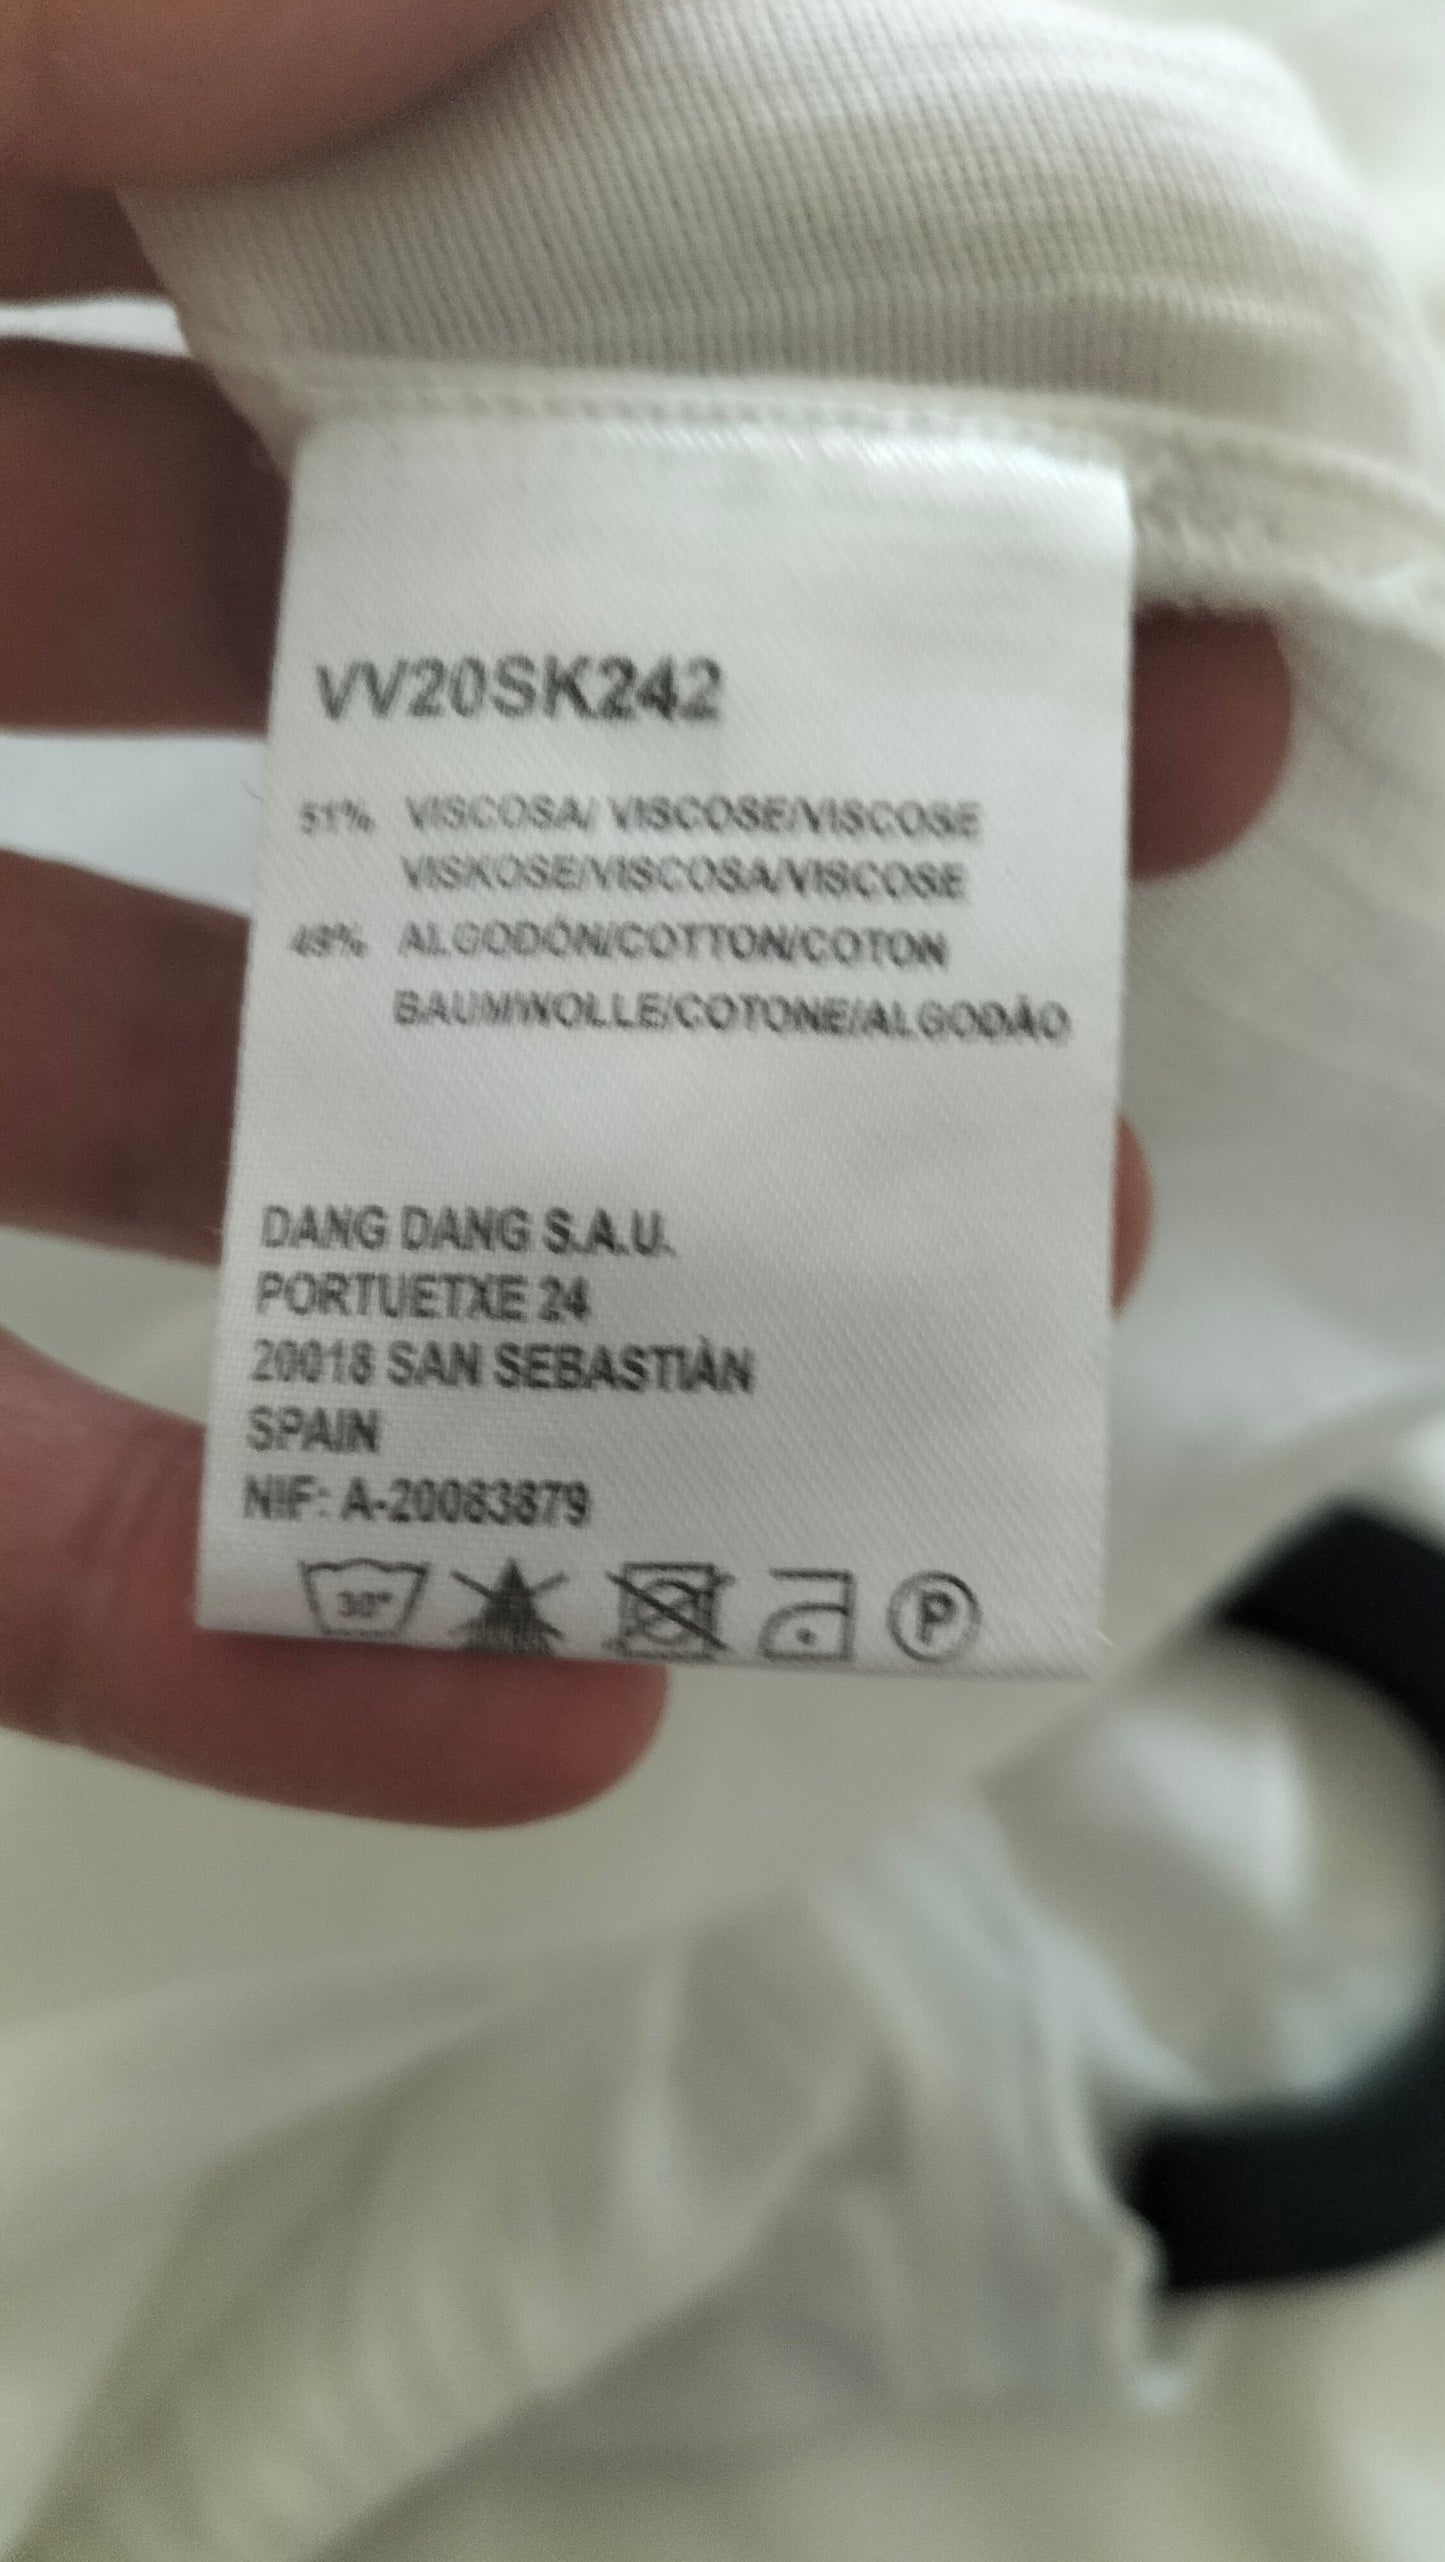 VV20SK242
51% VISCOSA/ VISCOSE/VISCOSE
VISKOSE/VISCOSA/VISCOSE
49% ALGODÓN/COTTON/COTON
BAUMWOLLE/COTONE/ALGODÃO
DANG DANG S.A.U.
PORTUETXE 24
20018 SAN SEBASTIÀN
SPAIN
NIF: A-20083879
30° P